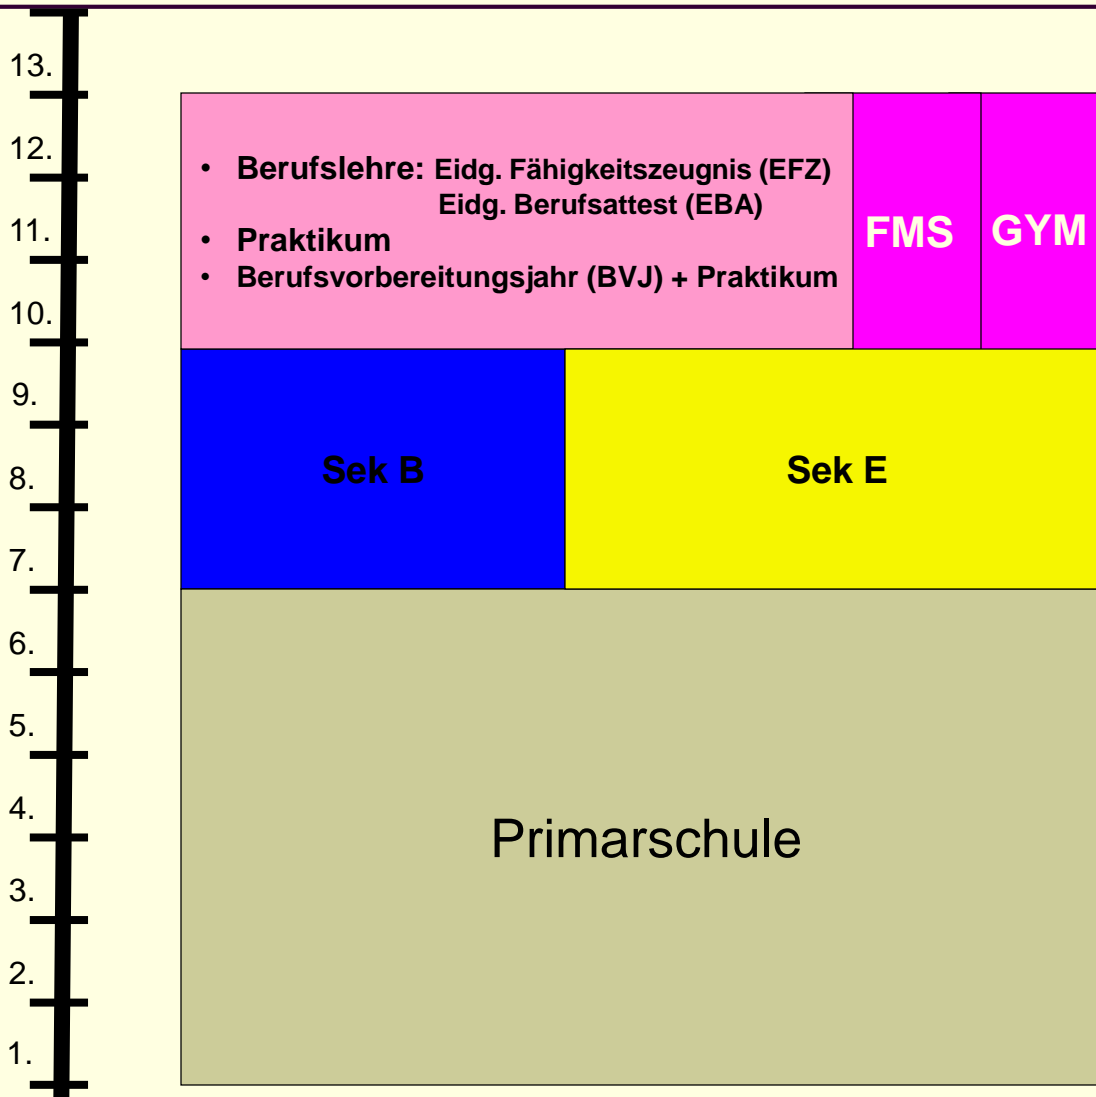 13.
12.
11.
10.
9.
8.
7.
6.
5.
4.
3.
2.
1.
• Berufslehre: Eidg. Fähigkeitszeugnis (EFZ)
Eidg. Berufsattest (EBA)
• Praktikum
• Berufsvorbereitungsjahr (BVJ) + Praktikum
FMS
GYM
Sek B
Sek E
Primarschule